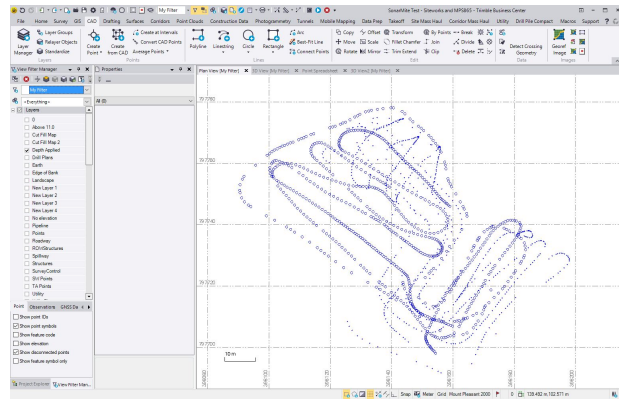 My Filter
SonarMite Test - Siteworks and MPS865 - Trimble Business Center
File Home Survey GIS CAD Drafting Surfaces Corridors Point Clouds Construction Data Photogrammetry Tunnels Mobile Mapping Data Prep Takeoff Site Mass Haul Corridor Mass Haul Utility Drill Pile Compact Macros Support
Layer Manager
Layer Groups
Relayer Objects
Standardize
Layers
Create Point
Create from CAD
Create at Intervals
Convert CAD Points
Average Points
Points
Polyline Linestring Circle Rectangle
Arc
Best-Fit Line
Connect Points
Lines
Copy Offset Transform By Points Break
Move Scale Fillet Chamfer Join Divide
Rotate Mirror Trim Extend Clip Delete
Edit
Detect Crossing Geometry
Data
Georef Image
Images
View Filter Manager
My Filter
<Everything>
Layers
0
Above 11.0
Cut Fill Map
Cut Fill Map 2
Depth Applied
Drill Plans
Earth
Edge of Bank
Landscape
New Layer 1
New Layer 2
New Layer 3
New Layer 4
No elevation
Pipeline
Points
Roadway
Spillway
Structures
SurveyControl
SVI Points
TA Points
Utility
Point Observations GNSS Da
Show point IDs
Show point symbols
Show feature code
Show elevation
Show disconnected points
Show feature symbol only
Project Explorer View Filter Man...
Properties
All (0)
Plan View [My Filter] 3D View [My Filter] Point Spreadsheet 3D View2 [My Filter]
10 m
Snap Meter Grid Mount Pleasant 2000 0